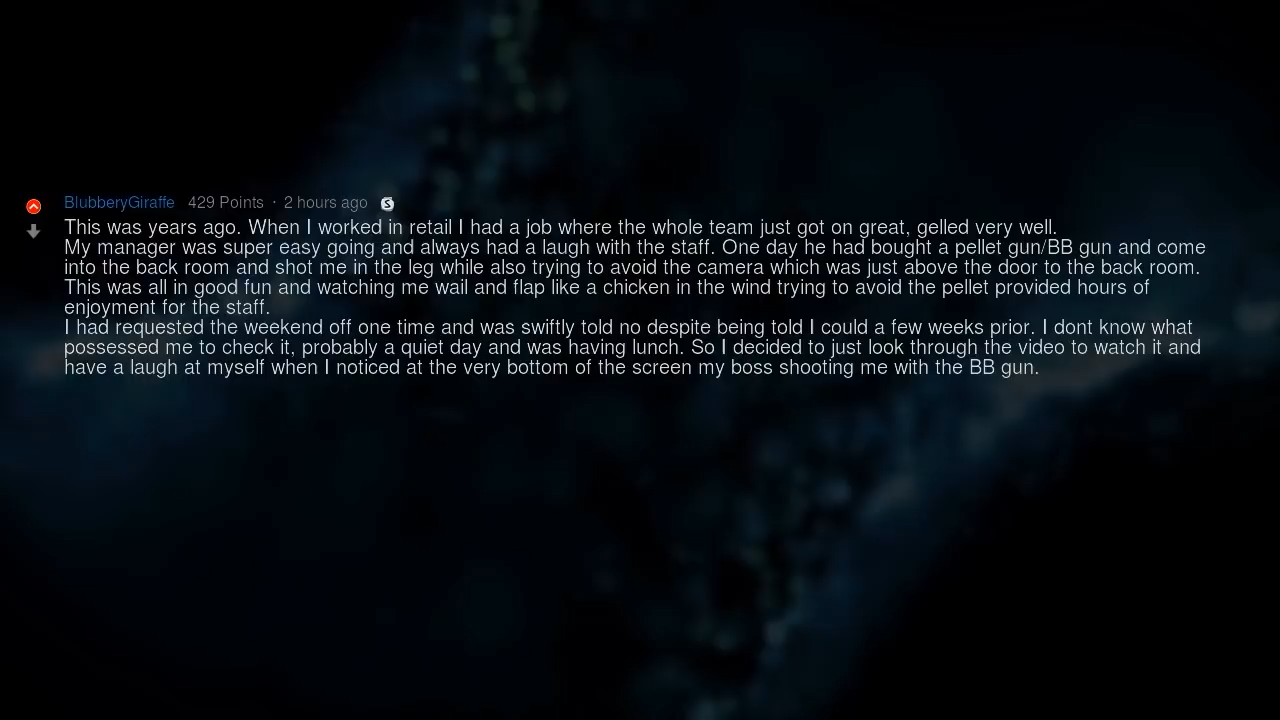 BlubberyGiraffe 429 Points · 2 hours ago S
This was years ago. When I worked in retail I had a job where the whole team just got on great, gelled very well.
My manager was super easy going and always had a laugh with the staff. One day he had bought a pellet gun/BB gun and come
into the back room and shot me in the leg while also trying to avoid the camera which was just above the door to the back room.
This was all in good fun and watching me wail and flap like a chicken in the wind trying to avoid the pellet provided hours of
enjoyment for the staff.
I had requested the weekend off one time and was swiftly told no despite being told I could a few weeks prior. I dont know what
possessed me to check it, probably a quiet day and was having lunch. So I decided to just look through the video to watch it and
have a laugh at myself when I noticed at the very bottom of the screen my boss shooting me with the BB gun.